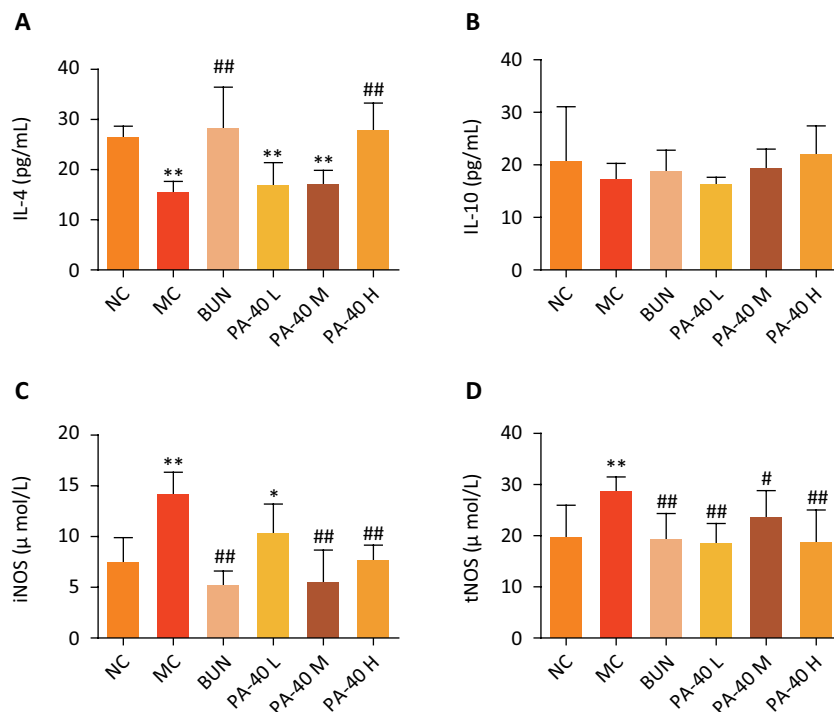 A
IL-4 (pg/mL)
40
30
20
10
0
**
##
**
**
##
NC
MC
BUN
PA-40 L
PA-40 M
PA-40 H
B
IL-10 (pg/mL)
40
30
20
10
0
NC
MC
BUN
PA-40 L
PA-40 M
PA-40 H
C
iNOS (μ mol/L)
20
15
10
5
0
**
##
*
##
##
NC
MC
BUN
PA-40 L
PA-40 M
PA-40 H
D
tNOS (μ mol/L)
40
30
20
10
0
**
##
##
#
##
NC
MC
BUN
PA-40 L
PA-40 M
PA-40 H